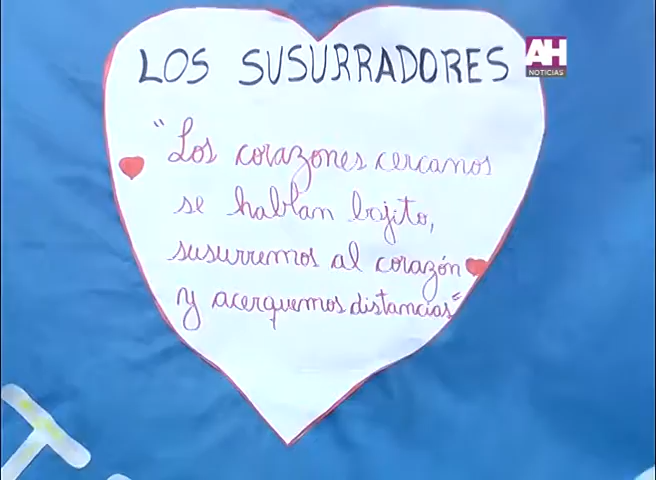 LOS SUSURRADORES
AH
NOTICIAS
"Los corazones cercanos
se hablan bajito,
susurremos al corazón
y acerquemos distancias"
T